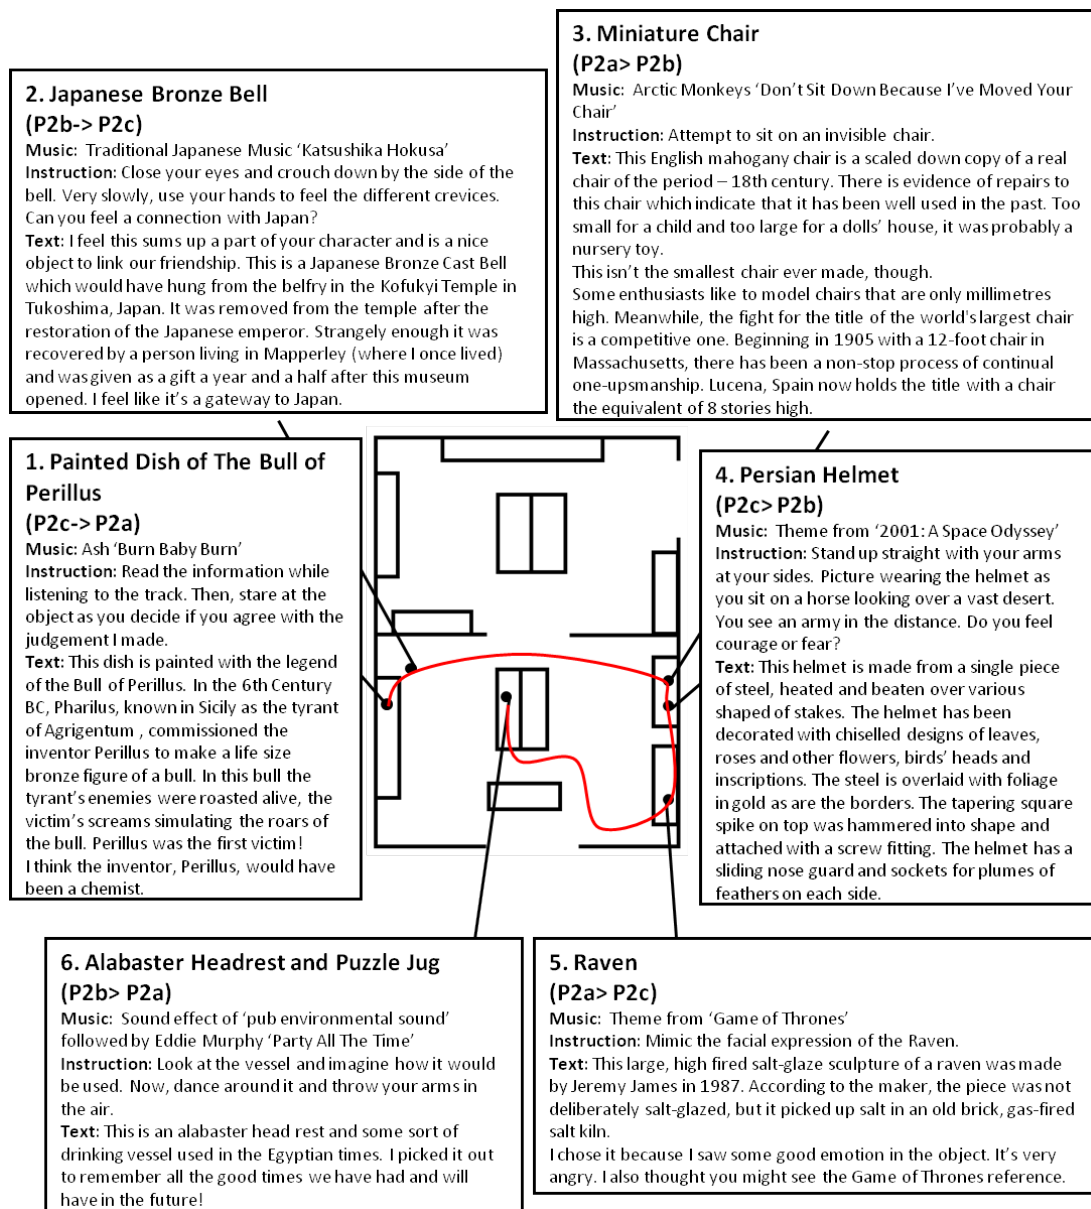 3. Miniature Chair
(P2a> P2b)
Music: Arctic Monkeys ‘Don’t Sit Down Because I’ve Moved Your
Chair’
Instruction: Attempt to sit on an invisible chair.
Text: This English mahogany chair is a scaled down copy of a real
chair of the period – 18th century. There is evidence of repairs to
this chair which indicate that it has been well used in the past. Too
small for a child and too large for a dolls’ house, it was probably a
nursery toy.
This isn’t the smallest chair ever made, though.
Some enthusiasts like to model chairs that are only millimetres
high. Meanwhile, the fight for the title of the world's largest chair
is a competitive one. Beginning in 1905 with a 12-foot chair in
Massachusetts, there has been a non-stop process of continual
one-upsmanship. Lucena, Spain now holds the title with a chair
the equivalent of 8 stories high.
2. Japanese Bronze Bell
(P2b-> P2c)
Music: Traditional Japanese Music ‘Katsushika Hokusa’
Instruction: Close your eyes and crouch down by the side of the
bell. Very slowly, use your hands to feel the different crevices.
Can you feel a connection with Japan?
Text: I feel this sums up a part of your character and is a nice
object to link our friendship. This is a Japanese Bronze Cast Bell
which would have hung from the belfry in the Kofukyi Temple in
Tukoshima, Japan. It was removed from the temple after the
restoration of the Japanese emperor. Strangely enough it was
recovered by a person living in Mapperley (where I once lived)
and was given as a gift a year and a half after this museum
opened. I feel like it’s a gateway to Japan.
1. Painted Dish of The Bull of
Perillus
(P2c-> P2a)
Music: Ash ‘Burn Baby Burn’
Instruction: Read the information while
listening to the track. Then, stare at the
object as you decide if you agree with the
judgement I made.
Text: This dish is painted with the legend
of the Bull of Perillus. In the 6th Century
BC, Pharilus, known in Sicily as the tyrant
of Agrigentum , commissioned the
inventor Perillus to make a life size
bronze figure of a bull. In this bull the
tyrant’s enemies were roasted alive, the
victim’s screams simulating the roars of
the bull. Perillus was the first victim!
I think the inventor, Perillus, would have
been a chemist.
4. Persian Helmet
(P2c> P2b)
Music: Theme from ‘2001: A Space Odyssey’
Instruction: Stand up straight with your arms
at your sides. Picture wearing the helmet as
you sit on a horse looking over a vast desert.
You see an army in the distance. Do you feel
courage or fear?
Text: This helmet is made from a single piece
of steel, heated and beaten over various
shaped of stakes. The helmet has been
decorated with chiselled designs of leaves,
roses and other flowers, birds’ heads and
inscriptions. The steel is overlaid with foliage
in gold as are the borders. The tapering square
spike on top was hammered into shape and
attached with a screw fitting. The helmet has a
sliding nose guard and sockets for plumes of
feathers on each side.
6. Alabaster Headrest and Puzzle Jug
(P2b> P2a)
Music: Sound effect of ‘pub environmental sound’
followed by Eddie Murphy ‘Party All The Time’
Instruction: Look at the vessel and imagine how it would
be used. Now, dance around it and throw your arms in
the air.
Text: This is an alabaster head rest and some sort of
drinking vessel used in the Egyptian times. I picked it out
to remember all the good times we have had and will
have in the future!
5. Raven
(P2a> P2c)
Music: Theme from ‘Game of Thrones’
Instruction: Mimic the facial expression of the Raven.
Text: This large, high fired salt-glaze sculpture of a raven was made
by Jeremy James in 1987. According to the maker, the piece was not
deliberately salt-glazed, but it picked up salt in an old brick, gas-fired
salt kiln.
I chose it because I saw some good emotion in the object. It’s very
angry. I also thought you might see the Game of Thrones reference.